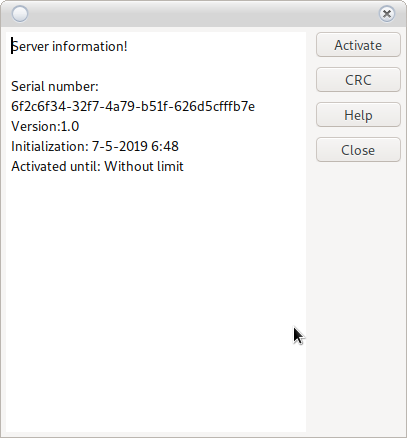 Server information!
Serial number:
6f2c6f34-32f7-4a79-b51f-626d5cfffb7e
Version:1.0
Initialization: 7-5-2019 6:48
Activated until: Without limit
Activate
CRC
Help
Close